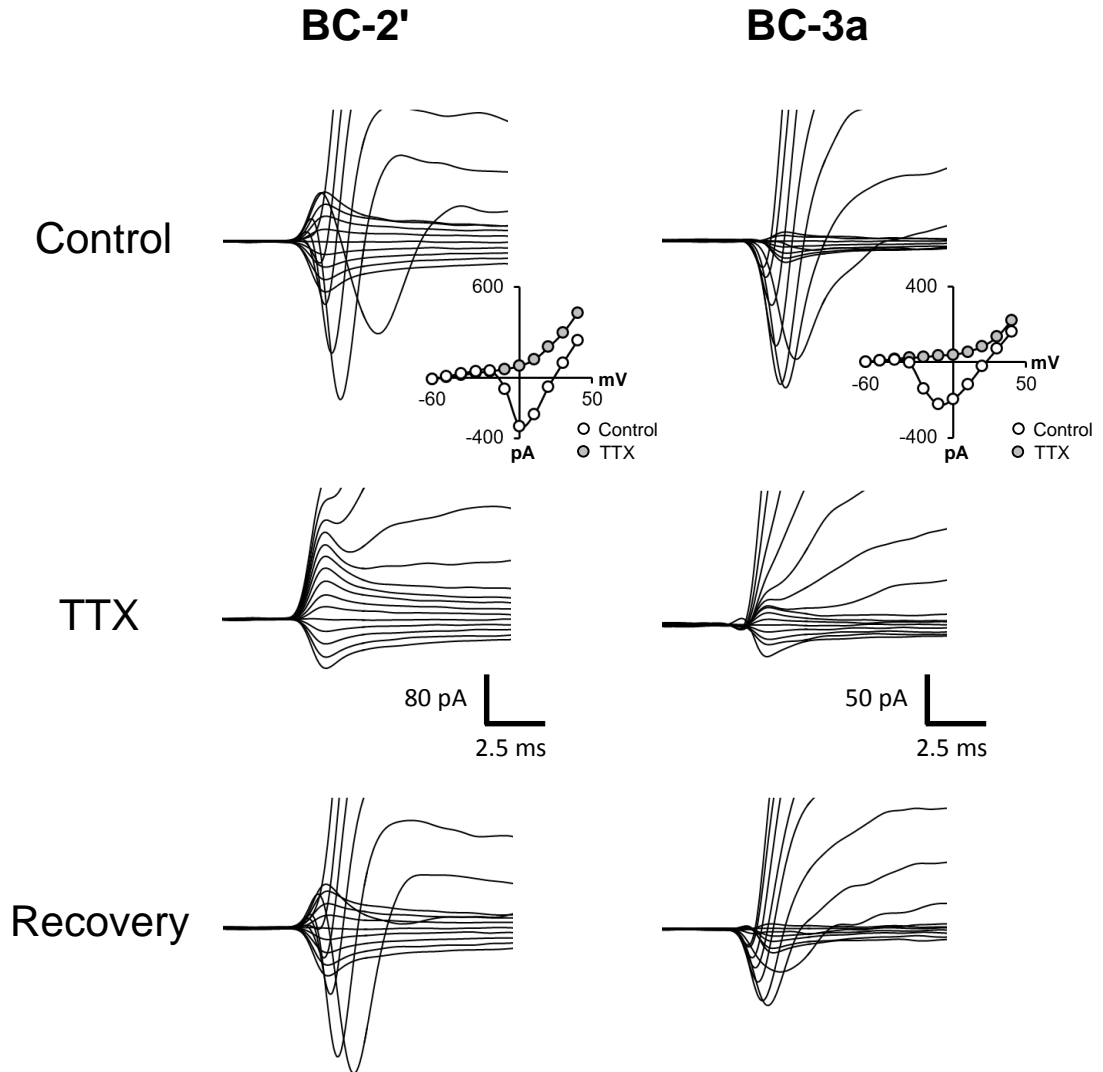 BC-2' BC-3a
Control
600 400
mV mV
-60 50 -60 50
Control Control
-400 -400
pA TTX pA TTX
TTX
80 pA 50 pA
2.5 ms 2.5 ms
Recovery